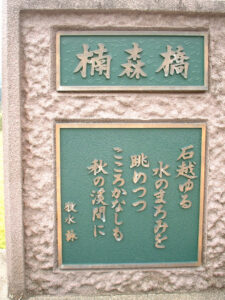 楠森橋
石越ゆる
水のまろみを
眺めつつ
こころかなしも
秋の渓間に
牧水 詠